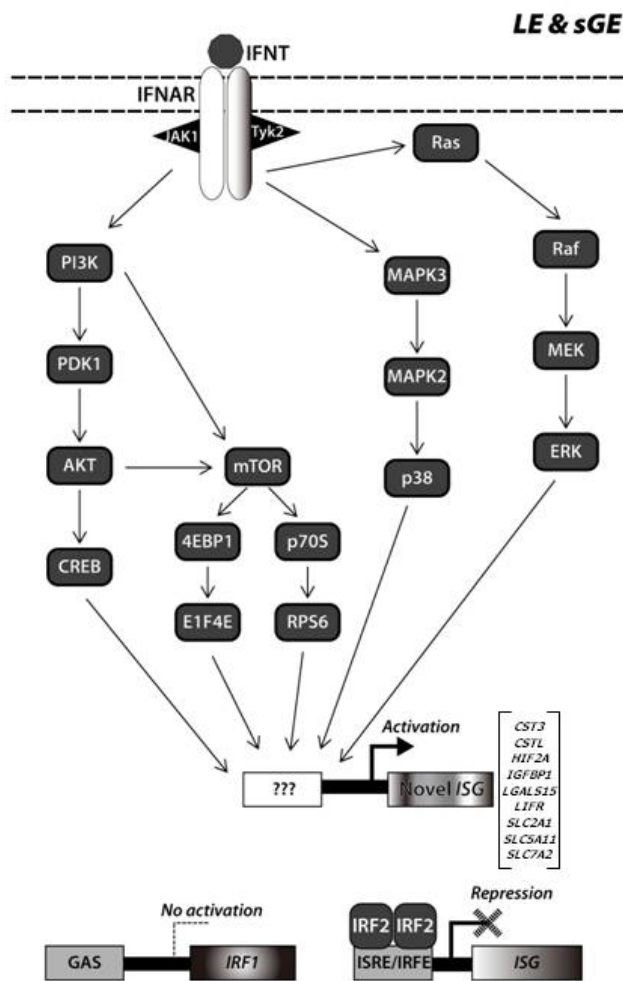 LE & sGE
IFNT
IFNAR
JAK1
Tyk2
Ras
PI3K
MAPK3
Raf
PDK1
MAPK2
MEK
AKT
mTOR
p38
ERK
4EBP1
p70S
CREB
E1F4E
RPS6
Activation
???
Novel ISG
CST3
CSTL
HIF2A
IGFBP1
LGALS15
LIFR
SLC2A1
SLC5A11
SLC7A2
No activation
GAS
IRF1
Repression
IRF2 IRF2
ISRE/IRFE
ISG